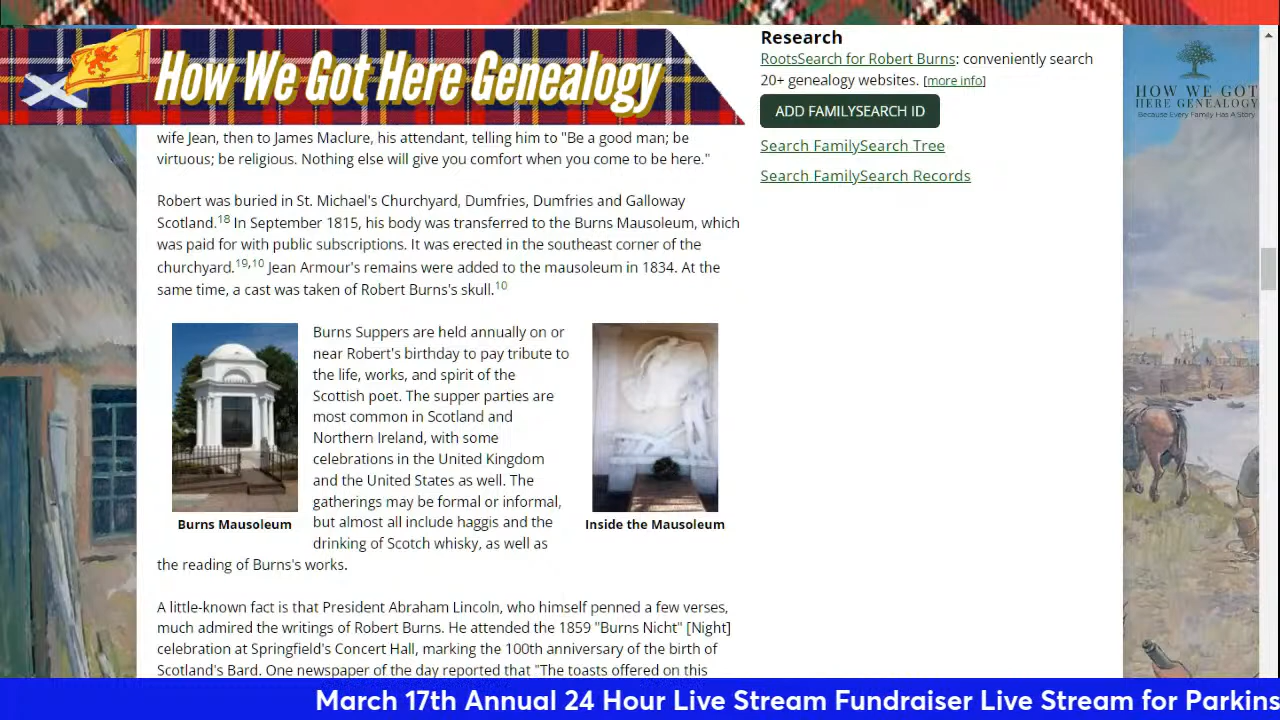 How We Got Here Genealogy
wife Jean, then to James Maclure, his attendant, telling him to "Be a good man; be
virtuous; be religious. Nothing else will give you comfort when you come to be here."
Robert was buried in St. Michael's Churchyard, Dumfries, Dumfries and Galloway
Scotland.18 In September 1815, his body was transferred to the Burns Mausoleum, which
was paid for with public subscriptions. It was erected in the southeast corner of the
churchyard.19,10 Jean Armour's remains were added to the mausoleum in 1834. At the
same time, a cast was taken of Robert Burns's skull.10
Burns Mausoleum
Burns Suppers are held annually on or
near Robert's birthday to pay tribute to
the life, works, and spirit of the
Scottish poet. The supper parties are
most common in Scotland and
Northern Ireland, with some
celebrations in the United Kingdom
and the United States as well. The
gatherings may be formal or informal,
but almost all include haggis and the
drinking of Scotch whisky, as well as
the reading of Burns's works.
Inside the Mausoleum
A little-known fact is that President Abraham Lincoln, who himself penned a few verses,
much admired the writings of Robert Burns. He attended the 1859 "Burns Nicht" [Night]
celebration at Springfield's Concert Hall, marking the 100th anniversary of the birth of
Scotland's Bard. One newspaper of the day reported that "The toasts offered on this
Research
RootsSearch for Robert Burns: conveniently search
20+ genealogy websites. [more info]
ADD FAMILYSEARCH ID
Search FamilySearch Tree
Search FamilySearch Records
HOW WE GOT
HERE GENEALOGY
Because Every Family Has A Story
March 17th Annual 24 Hour Live Stream Fundraiser Live Stream for Parkins